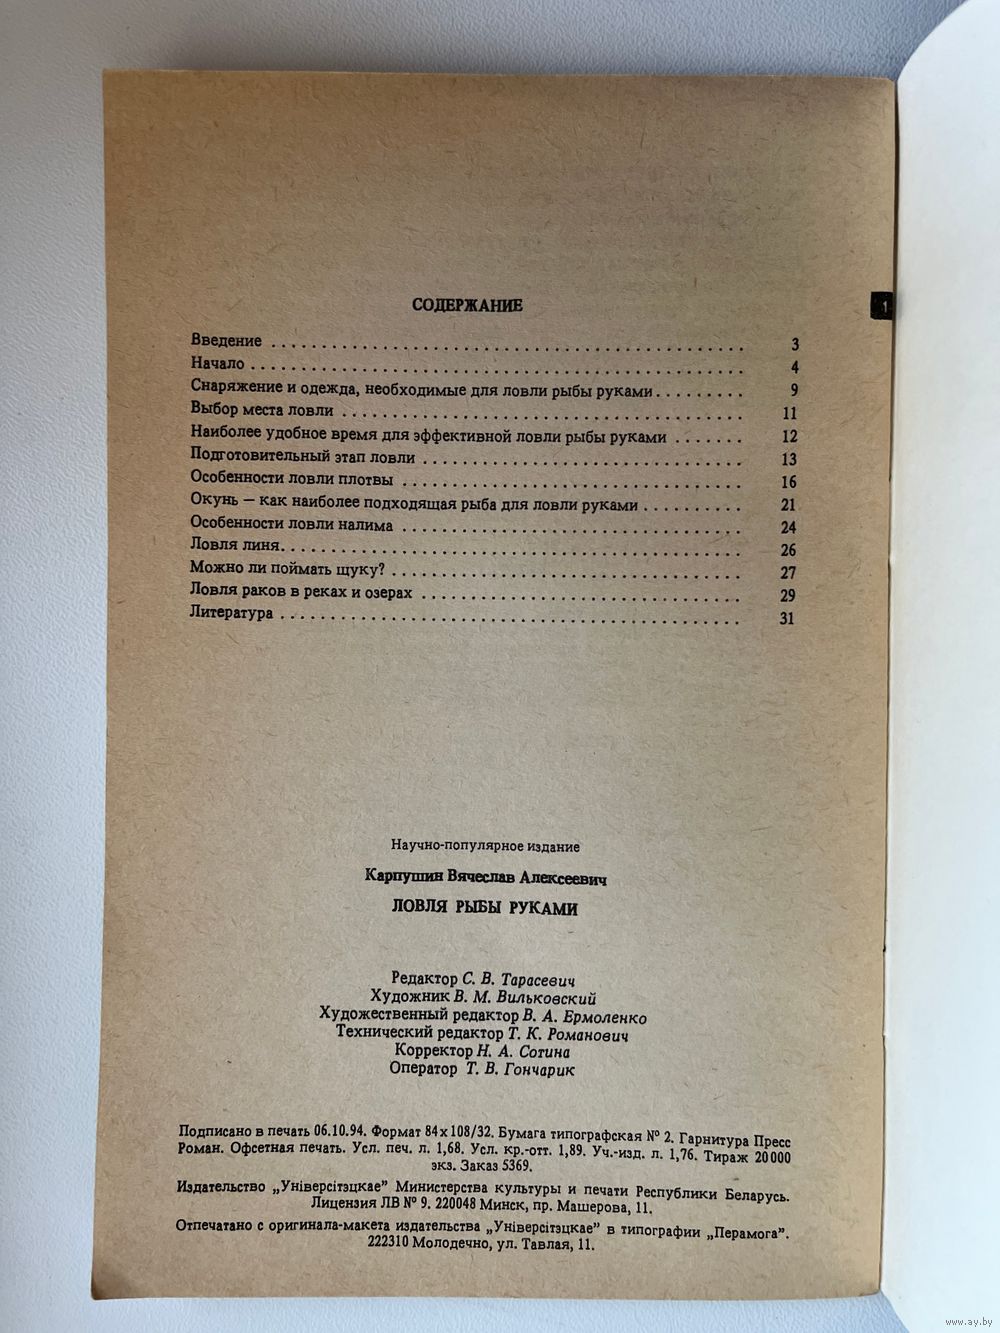 СОДЕРЖАНИЕ
Введение . . . . . . . . . . . . . . . . . . . . . . . . . . . . . . . . . . . . . . . . . 3
Начало . . . . . . . . . . . . . . . . . . . . . . . . . . . . . . . . . . . . . . . . . . . 4
Снаряжение и одежда, необходимые для ловли рыбы руками . . . . . . . . . 9
Выбор места ловли . . . . . . . . . . . . . . . . . . . . . . . . . . . . . . . . . . . 11
Наиболее удобное время для эффективной ловли рыбы руками . . . . . . . 12
Подготовительный этап ловли . . . . . . . . . . . . . . . . . . . . . . . . . . . . 13
Особенности ловли плотвы . . . . . . . . . . . . . . . . . . . . . . . . . . . . . . 16
Окунь — как наиболее подходящая рыба для ловли руками . . . . . . . . . . 21
Особенности ловли налима . . . . . . . . . . . . . . . . . . . . . . . . . . . . . . 24
Ловля линя. . . . . . . . . . . . . . . . . . . . . . . . . . . . . . . . . . . . . . . . . 26
Можно ли поймать щуку? . . . . . . . . . . . . . . . . . . . . . . . . . . . . . . . 27
Ловля раков в реках и озерах . . . . . . . . . . . . . . . . . . . . . . . . . . . . 29
Литература . . . . . . . . . . . . . . . . . . . . . . . . . . . . . . . . . . . . . . . . 31
1
Научно-популярное издание
Карпушин Вячеслав Алексеевич
ЛОВЛЯ РЫБЫ РУКАМИ
Редактор С. В. Тарасевич
Художник В. М. Вильковский
Художественный редактор В. А. Ермоленко
Технический редактор Т. К. Романович
Корректор Н. А. Сотина
Оператор Т. В. Гончарик
Подписано в печать 06.10.94. Формат 84х108/32. Бумага типографская № 2. Гарнитура Пресс
Роман. Офсетная печать. Усл. печ. л. 1,68. Усл. кр.-отт. 1,89. Уч.-изд. л. 1,76. Тираж 20 000
экз. Заказ 5369.
Издательство „Універсітэцкае" Министерства культуры и печати Республики Беларусь.
Лицензия ЛВ № 9. 220048 Минск, пр. Машерова, 11.
Отпечатано с оригинала-макета издательства „Універсітэцкае" в типографии „Перамога".
222310 Молодечно, ул. Тавлая, 11.
www.ay.by